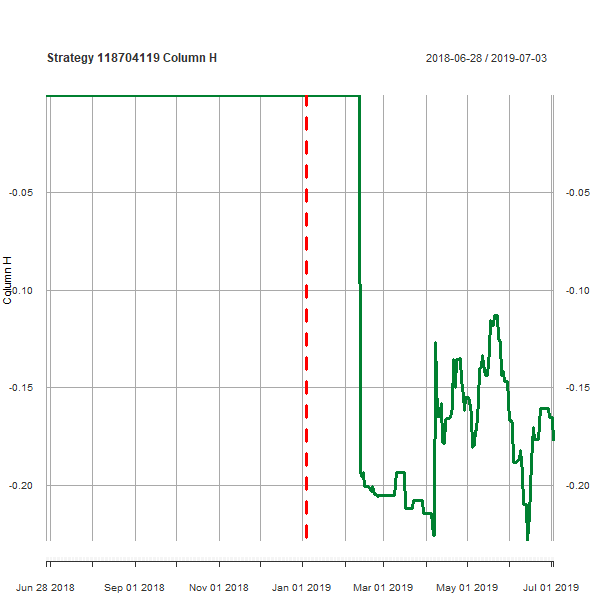 Strategy 118704119 Column H
2018-06-28 / 2019-07-03
-0.05
-0.05
-0.10
-0.10
-0.15
-0.15
-0.20
-0.20
Column H
Jun 28 2018
Sep 01 2018
Nov 01 2018
Jan 01 2019
Mar 01 2019
May 01 2019
Jul 01 2019